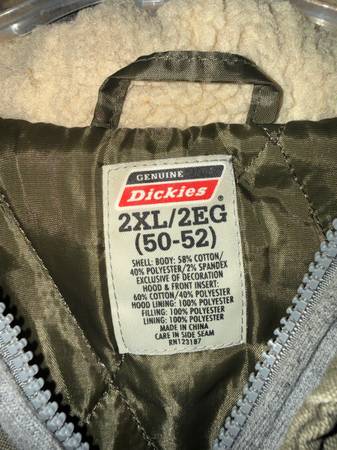 GENUINE
Dickies®
2XL/2EG
(50-52)
SHELL: BODY: 58% COTTON/
40% POLYESTER/2% SPANDEX
EXCLUSIVE OF DECORATION
HOOD & FRONT INSERT:
60% COTTON/40% POLYESTER
HOOD LINING: 100% POLYESTER
FILLING: 100% POLYESTER
LINING: 100% POLYESTER
MADE IN CHINA
CARE IN SIDE SEAM
RN123187